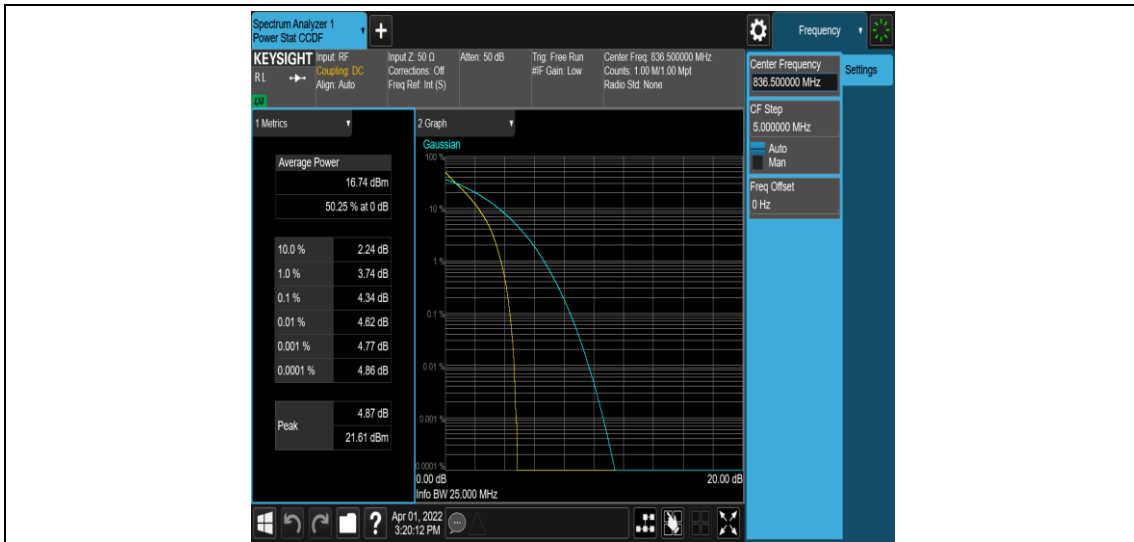 Spectrum Analyzer 1
Power Stat CCDF
Frequency
KEYSIGHT
RL
Input: RF
Coupling: DC
Align: Auto
Input Z: 50 Ω
Corrections: Off
Freq Ref: Int (S)
Atten: 50 dB
Trig: Free Run
#IF Gain: Low
Center Freq: 836.500000 MHz
Counts: 1.00 M/1.00 Mpt
Radio Std: None
Center Frequency
836.500000 MHz
Settings
CF Step
5.000000 MHz
Auto
Man
Freq Offset
0 Hz
1 Metrics
Average Power
16.74 dBm
50.25 % at 0 dB
10.0 % 2.24 dB
1.0 % 3.74 dB
0.1 % 4.34 dB
0.01 % 4.62 dB
0.001 % 4.77 dB
0.0001 % 4.86 dB
Peak
4.87 dB
21.61 dBm
2 Graph
Gaussian
100 %
10 %
1 %
0.1 %
0.01 %
0.001 %
0.0001 %
0.00 dB 20.00 dB
Info BW 25.000 MHz
Apr 01, 2022
3:20:12 PM